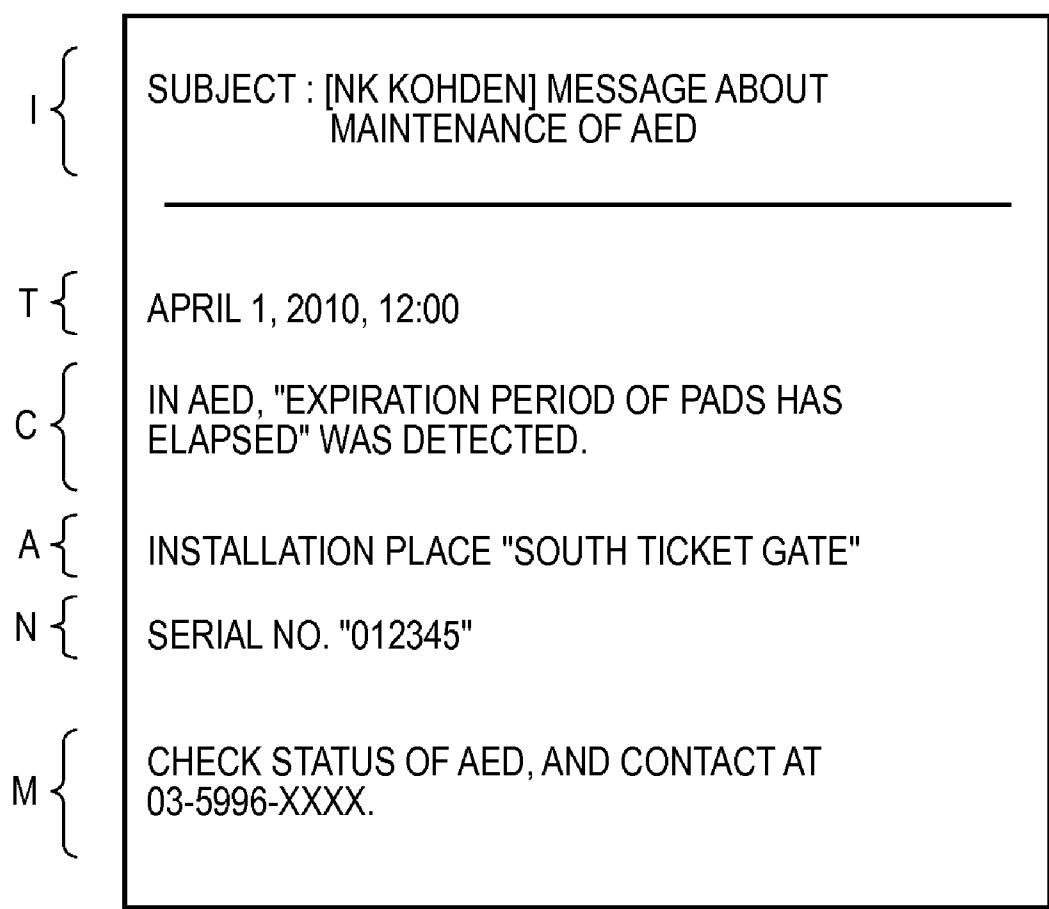 I
SUBJECT : [NK KOHDEN] MESSAGE ABOUT
MAINTENANCE OF AED
T
APRIL 1, 2010, 12:00
C
IN AED, "EXPIRATION PERIOD OF PADS HAS
ELAPSED" WAS DETECTED.
A
INSTALLATION PLACE "SOUTH TICKET GATE"
N
SERIAL NO. "012345"
M
CHECK STATUS OF AED, AND CONTACT AT
03-5996-XXXX.